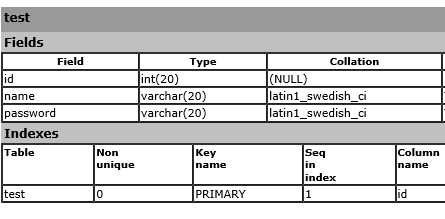 test
Fields
Field Type Collation
id int(20) (NULL)
name varchar(20) latin1_swedish_ci
password varchar(20) latin1_swedish_ci
Indexes
Table Non unique Key name Seq in index Column name
test 0 PRIMARY 1 id